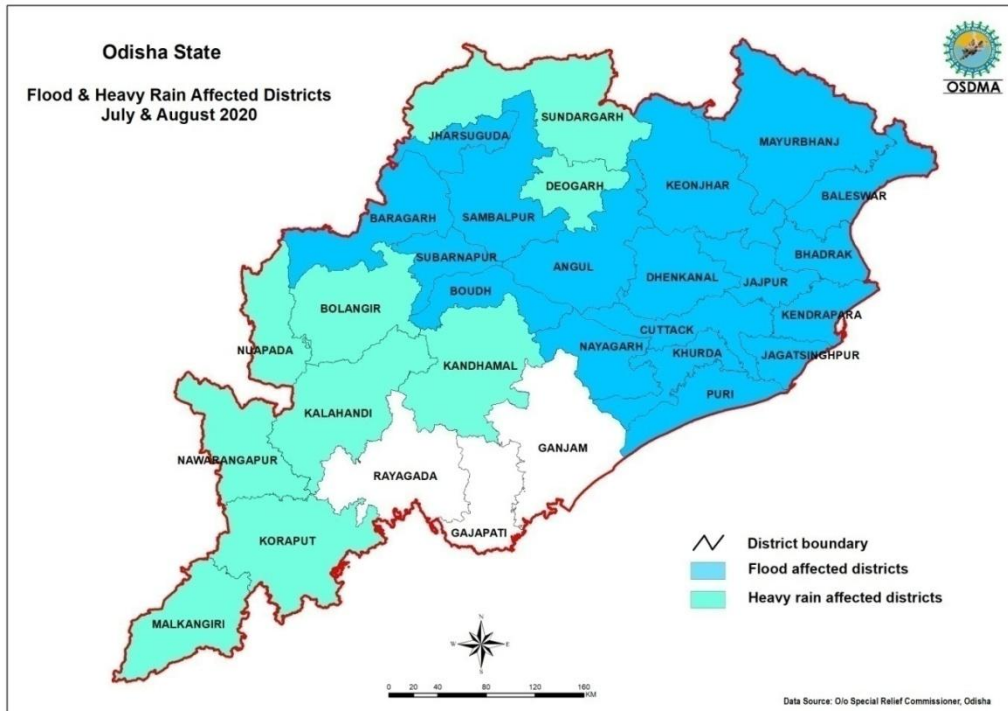 Odisha State
Flood & Heavy Rain Affected Districts
July & August 2020
OSDMA
SUNDARGARH
JHARSUGUDA
MAYURBHANJ
DEOGARH
KEONJHAR
BALESWAR
BARAGARH
SAMBALPUR
SUBARNAPUR
ANGUL
BHADRAK
DHENKANAL
JAJPUR
BOUDH
BOLANGIR
KENDRAPARA
CUTTACK
NUAPADA
NAYAGARH
KHURDA
JAGATSINGHPUR
KANDHAMAL
PURI
KALAHANDI
GANJAM
NAWARANGAPUR
RAYAGADA
GAJAPATI
KORAPUT
MALKANGIRI
District boundary
Flood affected districts
Heavy rain affected districts
N
W E
S
0 20 40 80 120 160
KM
Data Source: O/o Special Relief Commissioner, Odisha